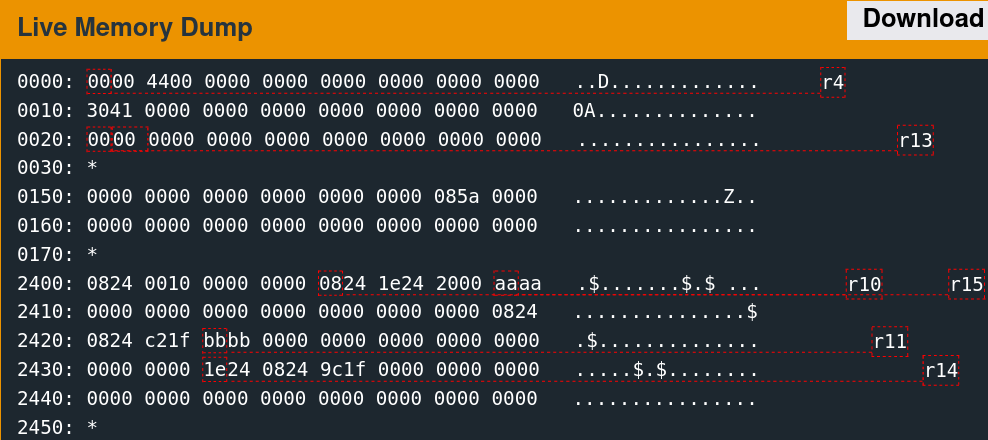 Live Memory Dump
Download
0000: 0000 4400 0000 0000 0000 0000 0000 0000 ..D............. r4
0010: 3041 0000 0000 0000 0000 0000 0000 0000 0A..............
0020: 0000 0000 0000 0000 0000 0000 0000 0000 ................ r13
0030: *
0150: 0000 0000 0000 0000 0000 0000 085a 0000 .............Z..
0160: 0000 0000 0000 0000 0000 0000 0000 0000 ................
0170: *
2400: 0824 0010 0000 0000 0824 1e24 2000 aaaa .$.......$.$ ... r10 r15
2410: 0000 0000 0000 0000 0000 0000 0000 0824 ...............$
2420: 0824 c21f bbbb 0000 0000 0000 0000 0000 .$.............. r11
2430: 0000 0000 1e24 0824 9c1f 0000 0000 0000 .....$.$........ r14
2440: 0000 0000 0000 0000 0000 0000 0000 0000 ................
2450: *